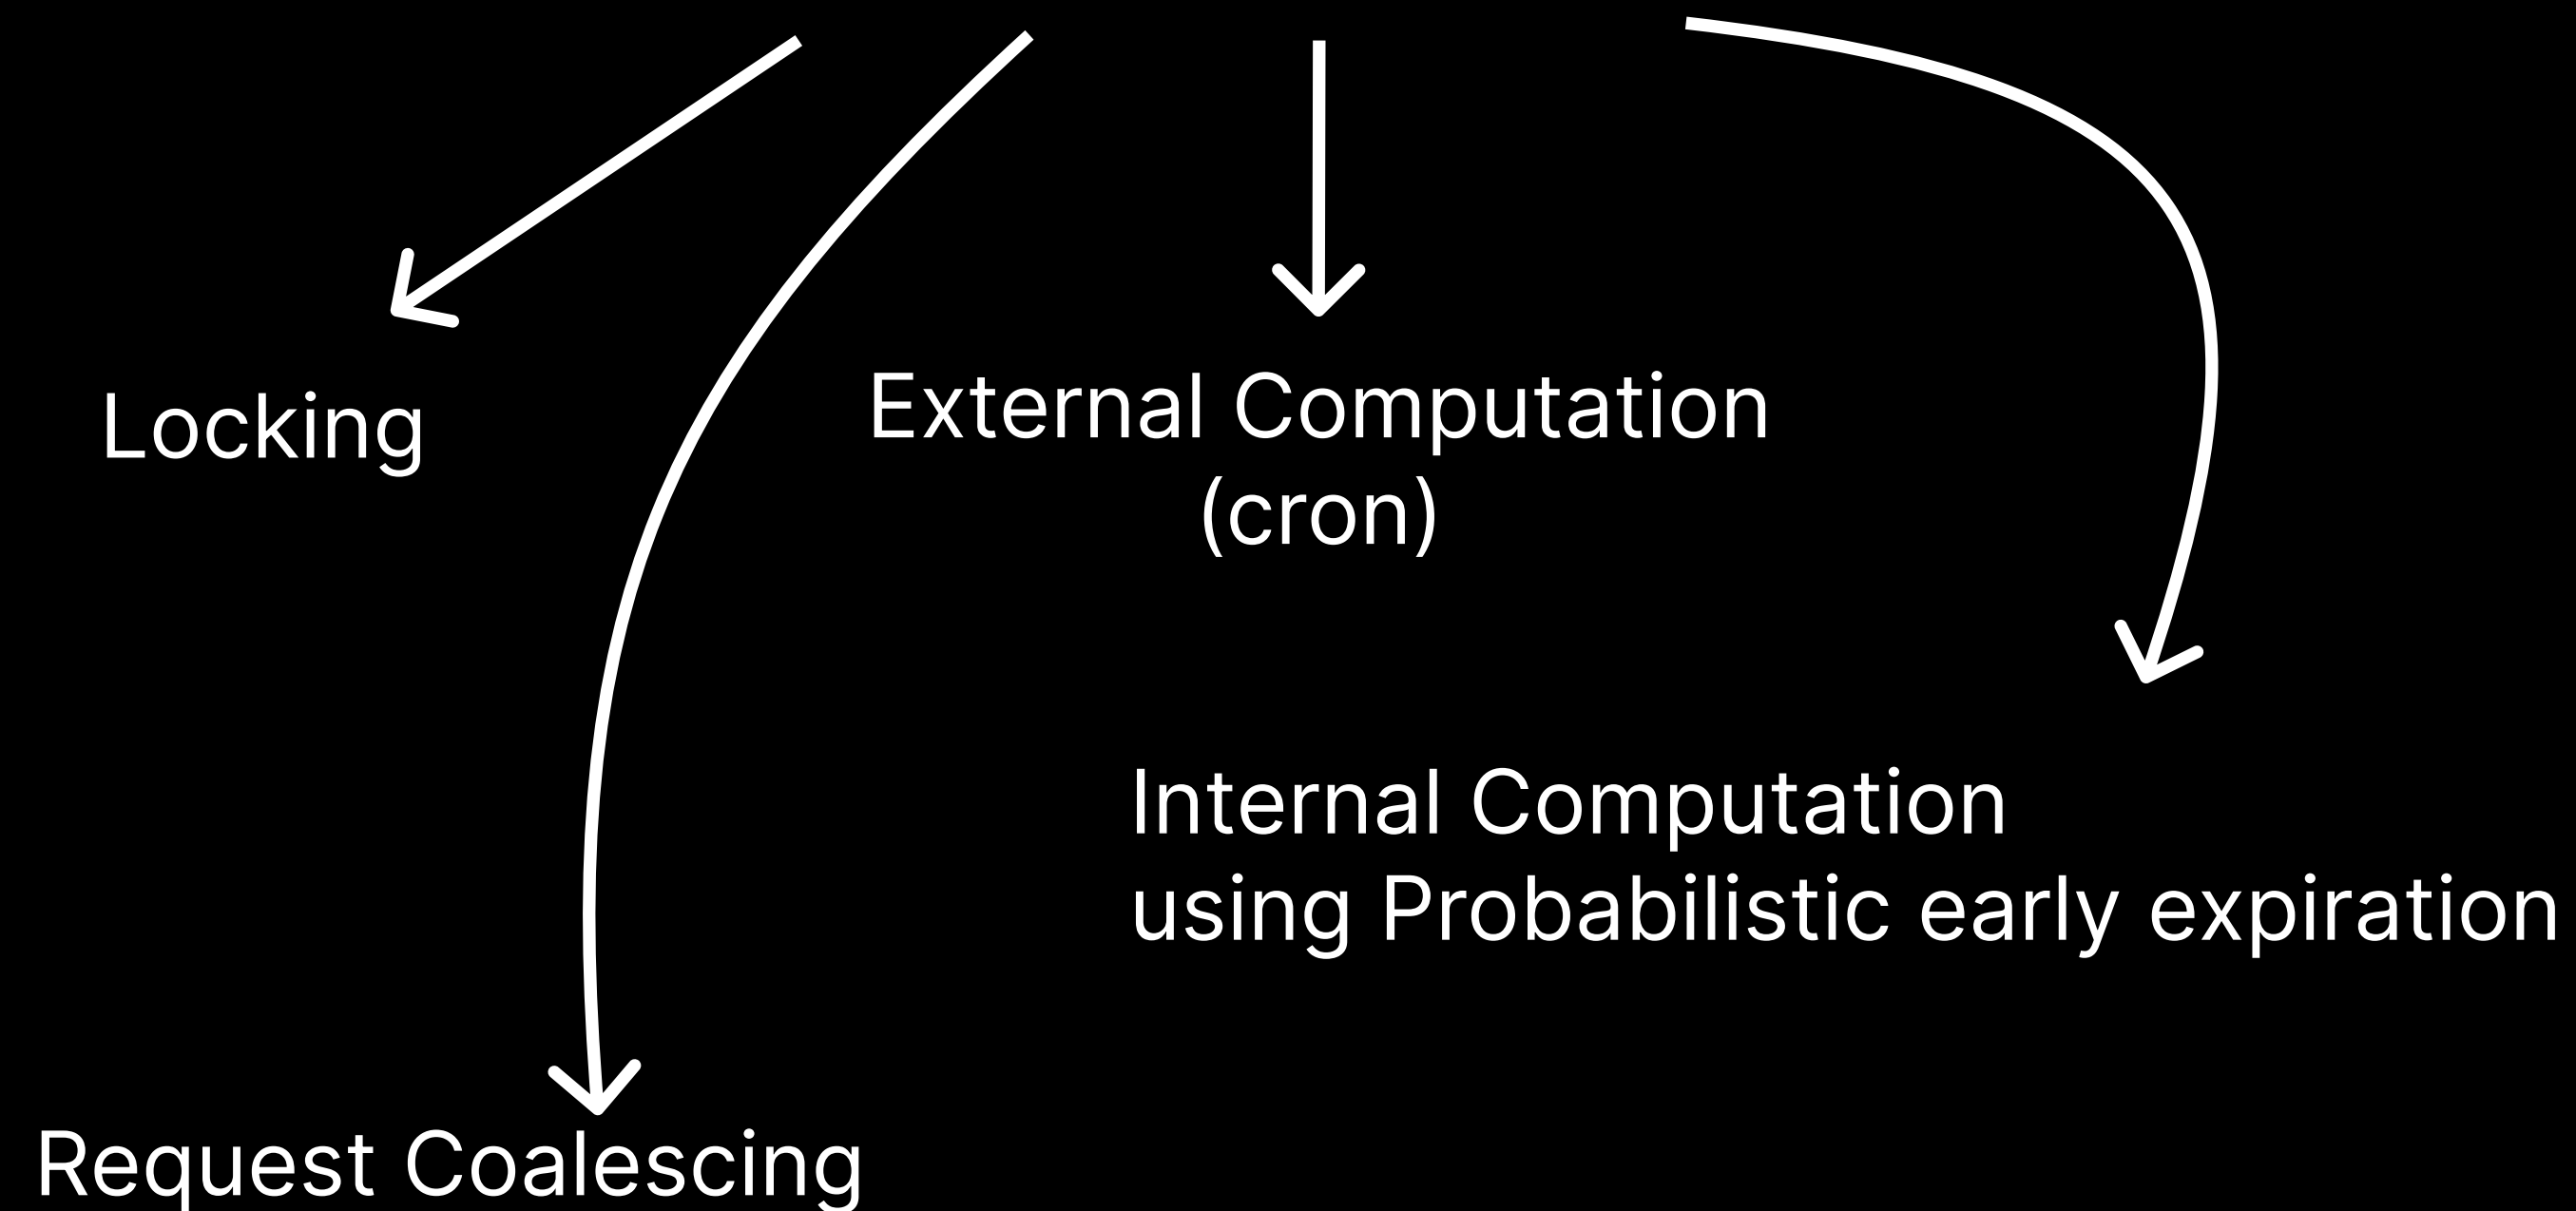 Locking
External Computation
(cron)
Internal Computation
using Probabilistic early expiration
Request Coalescing